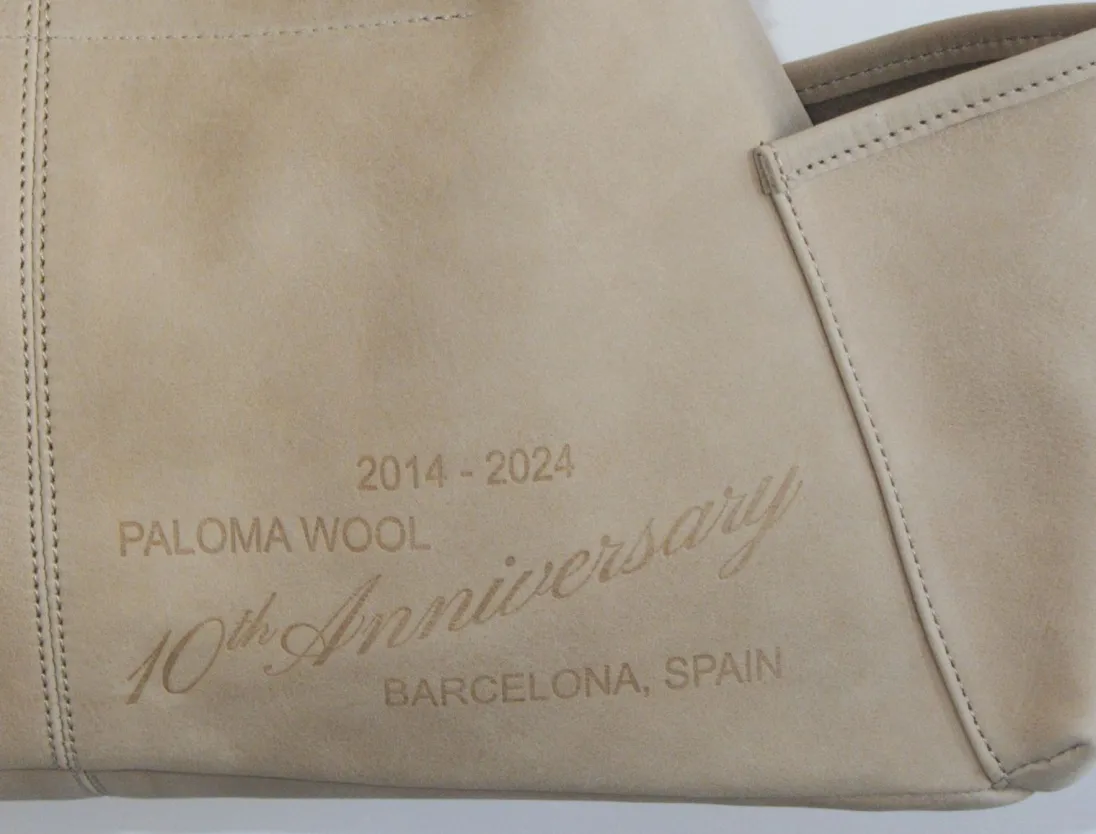 2014 - 2024
PALOMA WOOL
10th Anniversary
BARCELONA, SPAIN